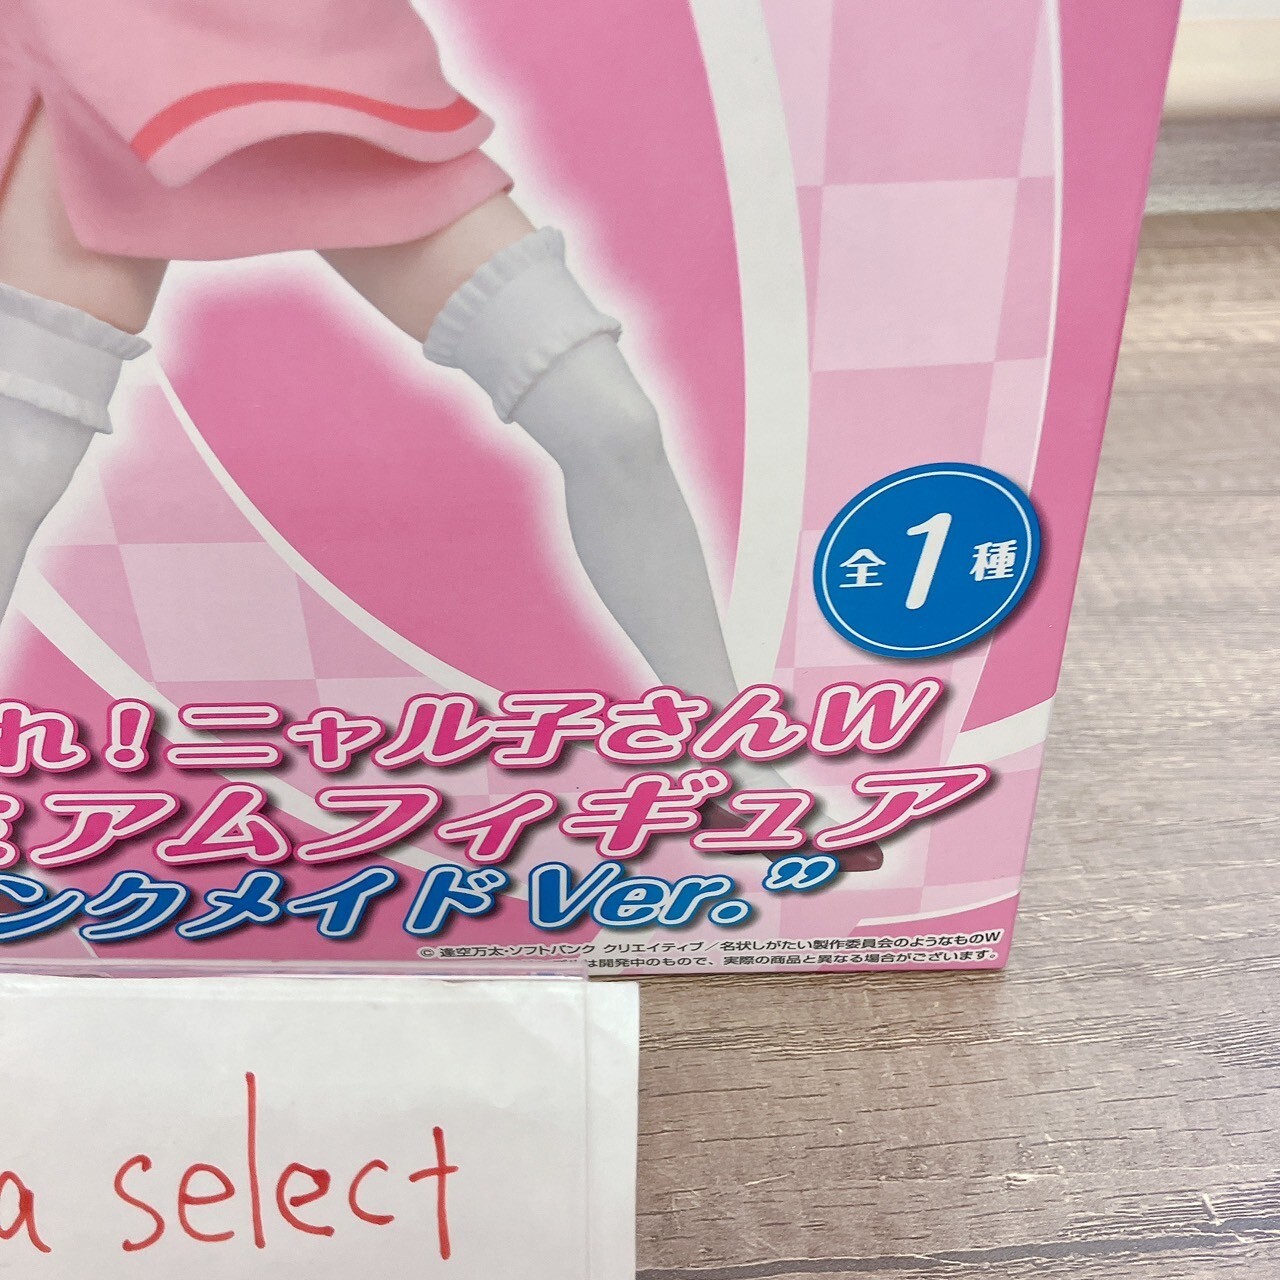 全1種
れ！ニャル子さんW
ミアムフィギュア
ンクメイドVer.”
© 逢空万太・ソフトバンク クリエイティブ／名状しがたい製作委員会のようなものW
は開発中のもので、実際の商品と異なる場合がございます。
a select